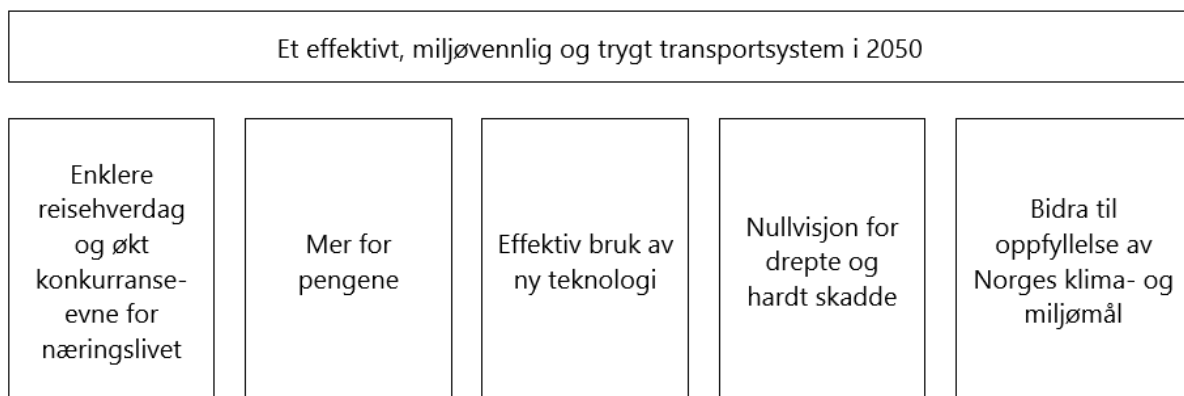 Et effektivt, miljøvennlig og trygt transportsystem i 2050
Enklere
reisehverdag
og økt
konkurranse-
evne for
næringslivet
Mer for
pengene
Effektiv bruk av
ny teknologi
Nullvisjon for
drepte og
hardt skadde
Bidra til
oppfyllelse av
Norges klima- og
miljømål